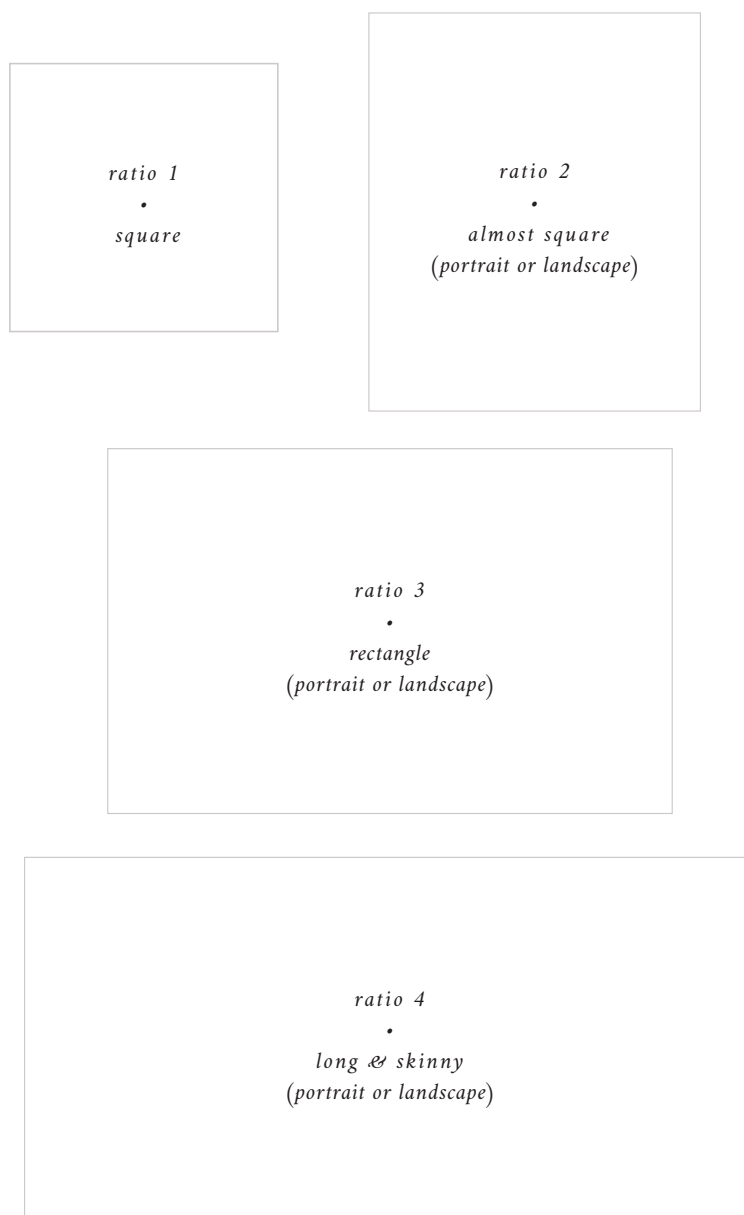 ratio 1
•
square
ratio 2
•
almost square
(portrait or landscape)
ratio 3
•
rectangle
(portrait or landscape)
ratio 4
•
long & skinny
(portrait or landscape)